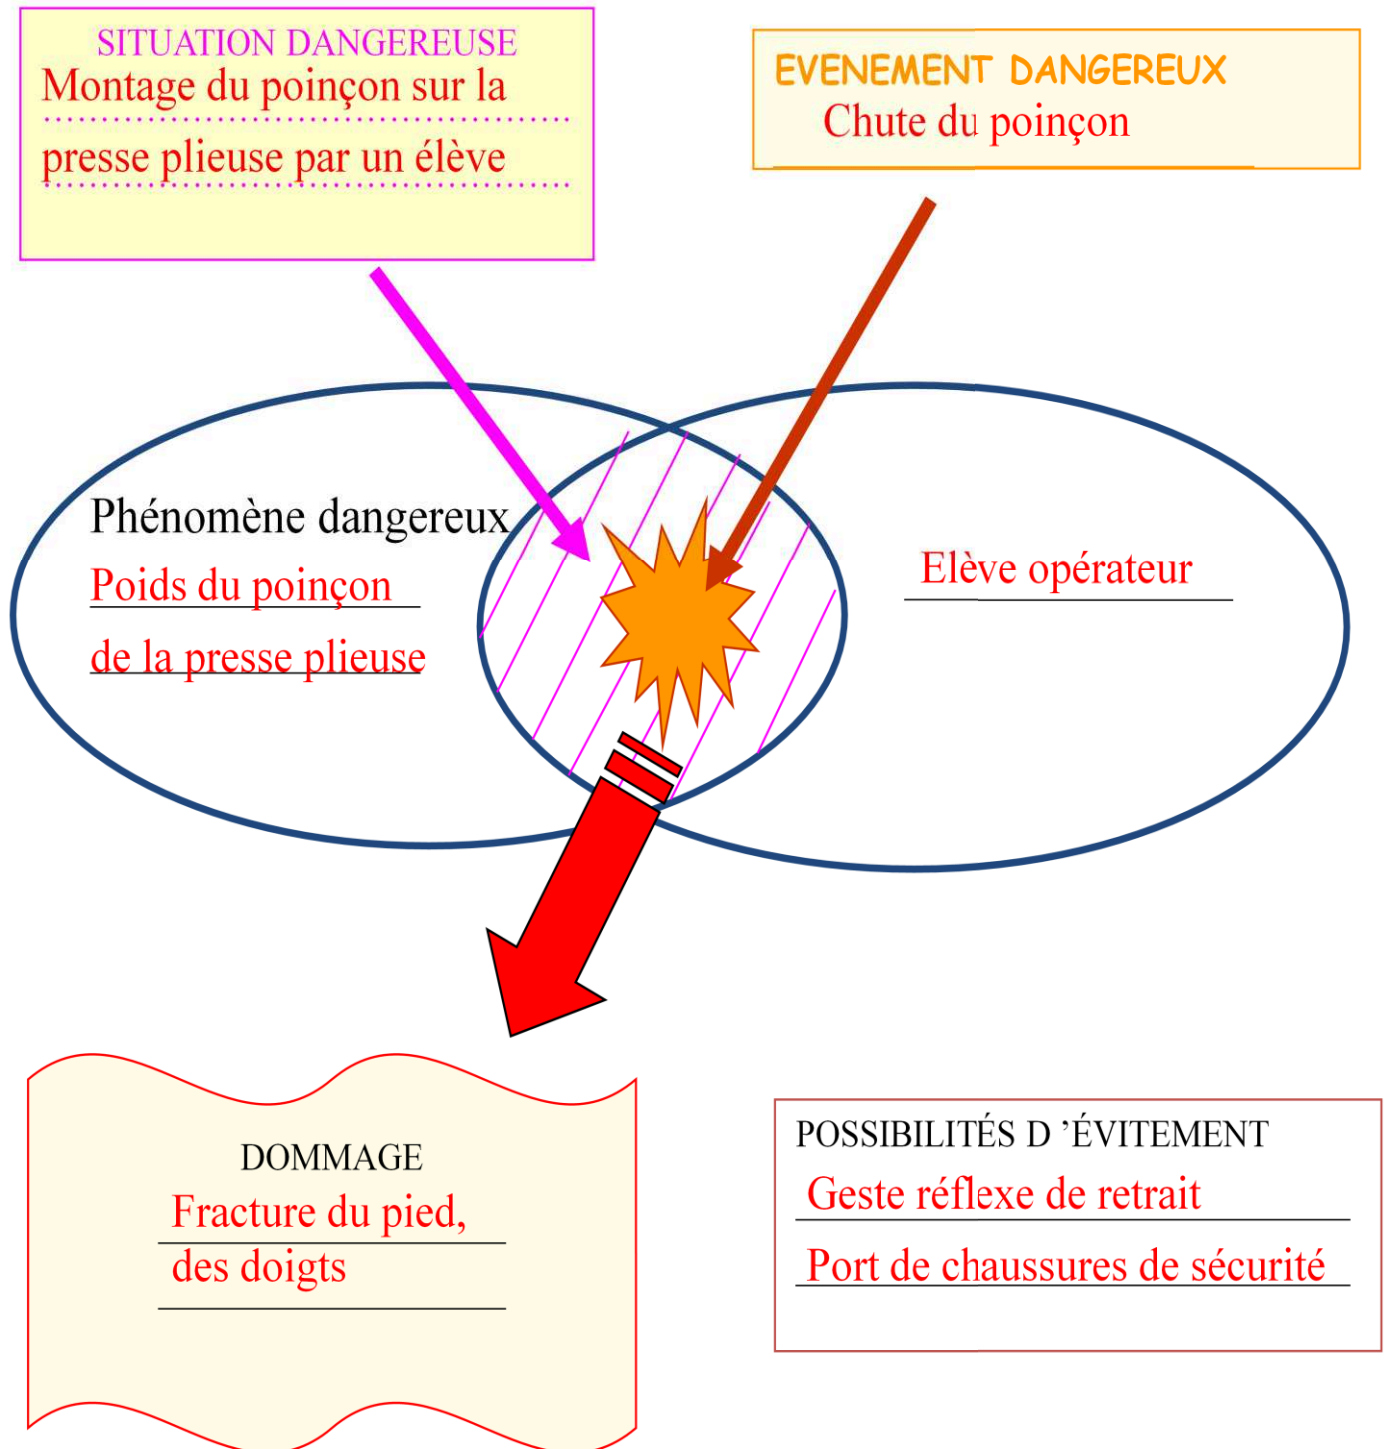 SITUATION DANGEREUSE
Montage du poinçon sur la
presse plieuse par un élève
EVENEMENT DANGEREUX
Chute du poinçon
Phénomène dangereux
Poids du poinçon
de la presse plieuse
Elève opérateur
DOMMAGE
Fracture du pied,
des doigts
POSSIBILITÉS D ’ÉVITEMENT
Geste réflexe de retrait
Port de chaussures de sécurité